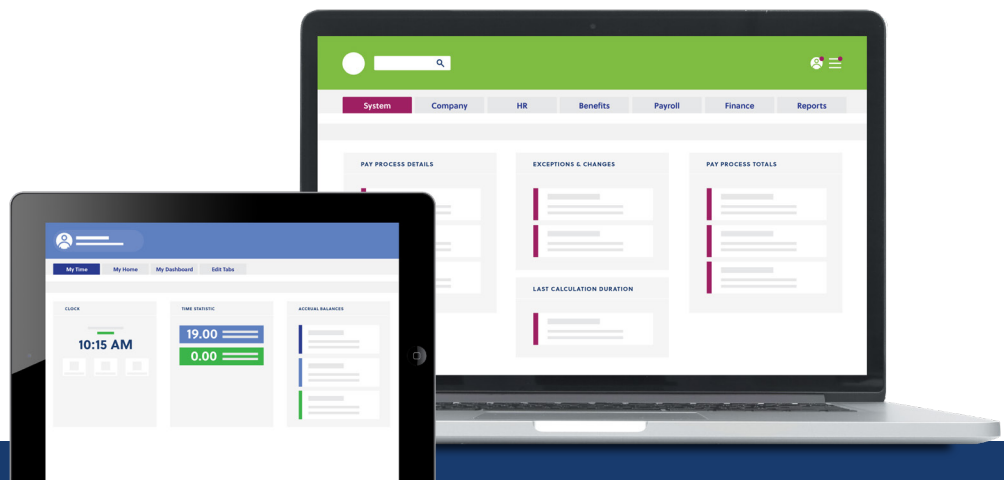 System Company HR Benefits Payroll Finance Reports
PAY PROCESS DETAILS
EXCEPTIONS & CHANGES
PAY PROCESS TOTALS
LAST CALCULATION DURATION
My Time My Home My Dashboard Edit Tabs
CLOCK
TIME STATISTIC
ACCRUAL BALANCES
10:15 AM
19.00
0.00